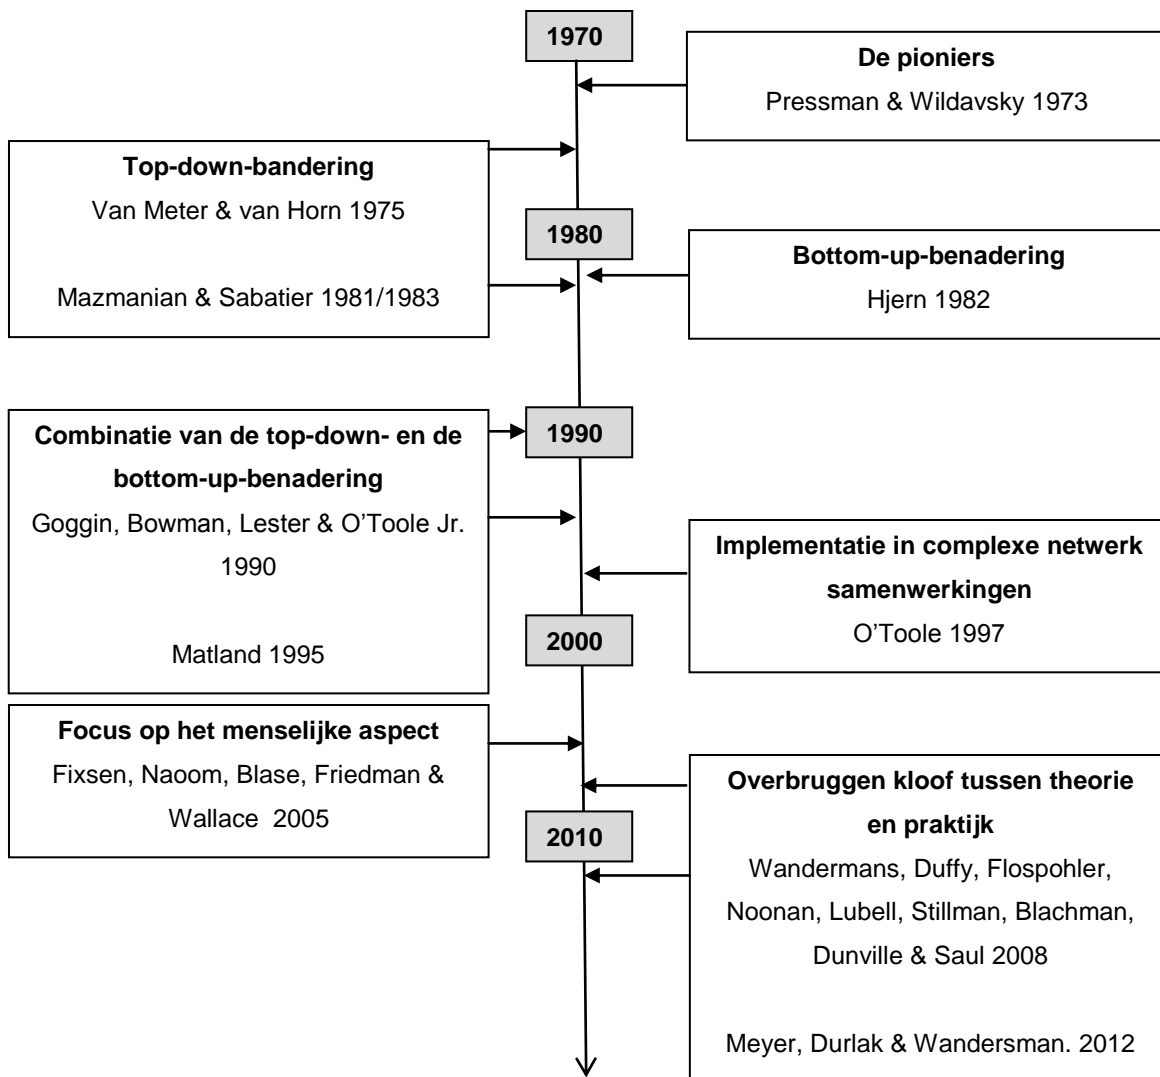 1970
De pioniers
Pressman & Wildavsky 1973
Top-down-bandering
Van Meter & van Horn 1975
Mazmanian & Sabatier 1981/1983
1980
Bottom-up-benadering
Hjern 1982
1990
Combinatie van de top-down- en de
bottom-up-benadering
Goggin, Bowman, Lester & O’Toole Jr.
1990
Matland 1995
Implementatie in complexe netwerk
samenwerkingen
O’Toole 1997
2000
Focus op het menselijke aspect
Fixsen, Naoom, Blase, Friedman &
Wallace 2005
2010
Overbruggen kloof tussen theorie
en praktijk
Wandermans, Duffy, Flospohler,
Noonan, Lubell, Stillman, Blachman,
Dunville & Saul 2008
Meyer, Durlak & Wandersman. 2012